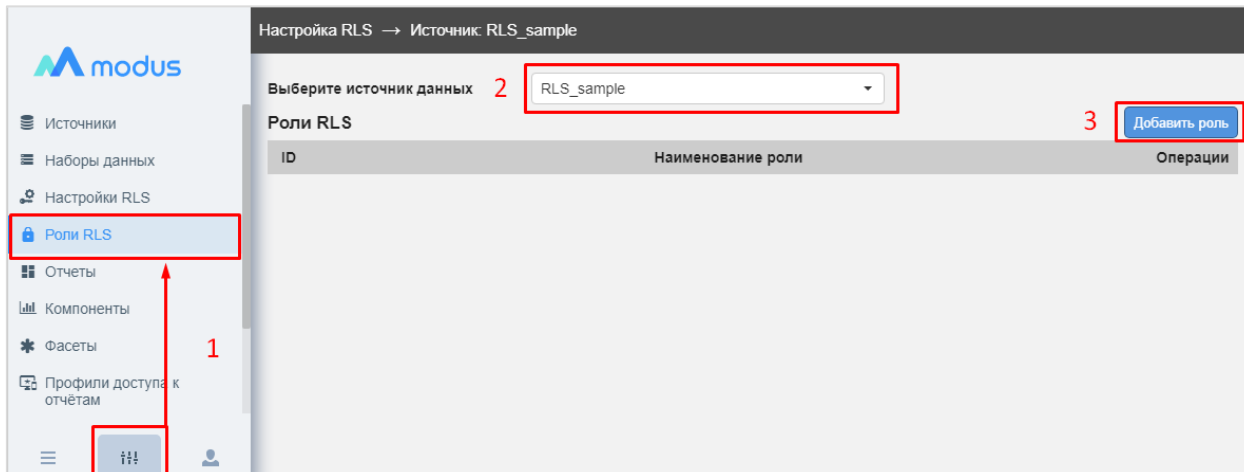 modus
Источники
Наборы данных
Настройки RLS
Роли RLS
Отчеты
Компоненты
Фасеты
Профили доступа к
отчётам
1
Настройка RLS → Источник: RLS_sample
Выберите источник данных 2 RLS_sample
Роли RLS 3 Добавить роль
ID Наименование роли Операции